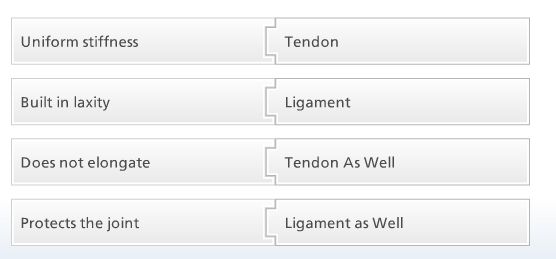 Uniform stiffness Tendon
Built in laxity Ligament
Does not elongate Tendon As Well
Protects the joint Ligament as Well